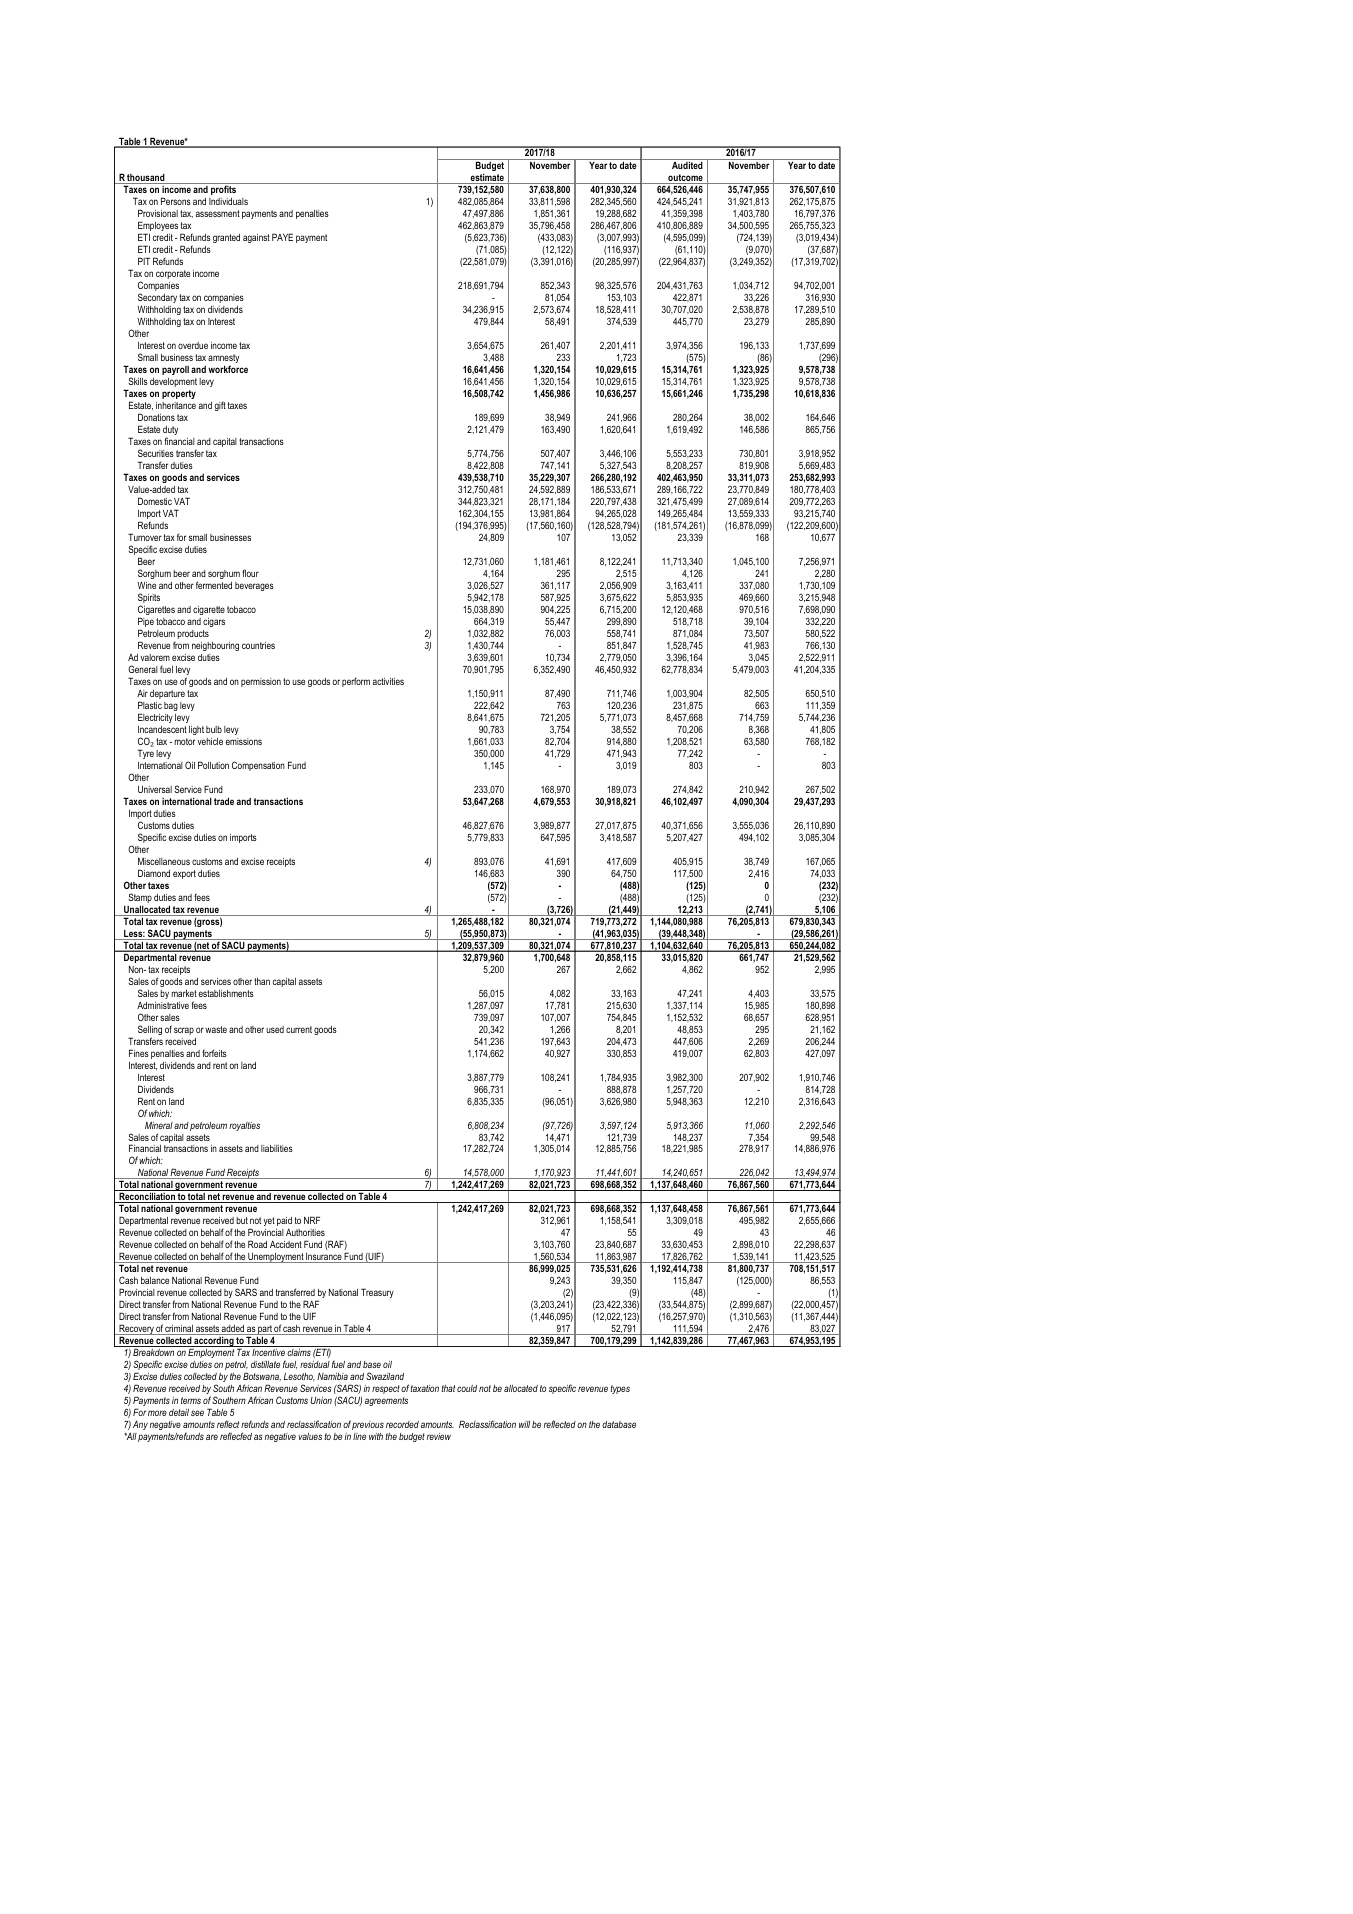 Table 1 Revenue*
2017/18 2016/17
Budget November Year to date Audited November Year to date
R thousand estimate outcome
Taxes on income and profits 739,152,580 37,638,800 401,930,324 664,526,446 35,747,955 376,507,610
Tax on Persons and Individuals 1) 482,085,864 33,811,598 282,345,560 424,545,241 31,921,813 262,175,875
Provisional tax, assessment payments and penalties 47,497,886 1,851,361 19,288,682 41,359,398 1,403,780 16,797,376
Employees tax 462,863,879 35,796,458 286,467,806 410,806,889 34,500,595 265,755,323
ETI credit - Refunds granted against PAYE payment (5,623,736) (433,083) (3,007,993) (4,595,099) (724,139) (3,019,434)
ETI credit - Refunds (71,085) (12,122) (116,937) (61,110) (9,070) (37,687)
PIT Refunds (22,581,079) (3,391,016) (20,285,997) (22,964,837) (3,249,352) (17,319,702)
Tax on corporate income
Companies 218,691,794 852,343 98,325,576 204,431,763 1,034,712 94,702,001
Secondary tax on companies - 81,054 153,103 422,871 33,226 316,930
Withholding tax on dividends 34,236,915 2,573,674 18,528,411 30,707,020 2,538,878 17,289,510
Withholding tax on Interest 479,844 58,491 374,539 445,770 23,279 285,890
Other
Interest on overdue income tax 3,654,675 261,407 2,201,411 3,974,356 196,133 1,737,699
Small business tax amnesty 3,488 233 1,723 (575) (86) (296)
Taxes on payroll and workforce 16,641,456 1,320,154 10,029,615 15,314,761 1,323,925 9,578,738
Skills development levy 16,641,456 1,320,154 10,029,615 15,314,761 1,323,925 9,578,738
Taxes on property 16,508,742 1,456,986 10,636,257 15,661,246 1,735,298 10,618,836
Estate, inheritance and gift taxes
Donations tax 189,699 38,949 241,966 280,264 38,002 164,646
Estate duty 2,121,479 163,490 1,620,641 1,619,492 146,586 865,756
Taxes on financial and capital transactions
Securities transfer tax 5,774,756 507,407 3,446,106 5,553,233 730,801 3,918,952
Transfer duties 8,422,808 747,141 5,327,543 8,208,257 819,908 5,669,483
Taxes on goods and services 439,538,710 35,229,307 266,280,192 402,463,950 33,311,073 253,682,993
Value-added tax 312,750,481 24,592,889 186,533,671 289,166,722 23,770,849 180,778,403
Domestic VAT 344,823,321 28,171,184 220,797,438 321,475,499 27,089,614 209,772,263
Import VAT 162,304,155 13,981,864 94,265,028 149,265,484 13,559,333 93,215,740
Refunds (194,376,995) (17,560,160) (128,528,794) (181,574,261) (16,878,099) (122,209,600)
Turnover tax for small businesses 24,809 107 13,052 23,339 168 10,677
Specific excise duties
Beer 12,731,060 1,181,461 8,122,241 11,713,340 1,045,100 7,256,971
Sorghum beer and sorghum flour 4,164 295 2,515 4,126 241 2,280
Wine and other fermented beverages 3,026,527 361,117 2,056,909 3,163,411 337,080 1,730,109
Spirits 5,942,178 587,925 3,675,622 5,853,935 469,660 3,215,948
Cigarettes and cigarette tobacco 15,038,890 904,225 6,715,200 12,120,468 970,516 7,698,090
Pipe tobacco and cigars 664,319 55,447 299,890 518,718 39,104 332,220
Petroleum products 2) 1,032,882 76,003 558,741 871,084 73,507 580,522
Revenue from neighbouring countries 3) 1,430,744 - 851,847 1,528,745 41,983 766,130
Ad valorem excise duties 3,639,601 10,734 2,779,050 3,396,164 3,045 2,522,911
General fuel levy 70,901,795 6,352,490 46,450,932 62,778,834 5,479,003 41,204,335
Taxes on use of goods and on permission to use goods or perform activities
Air departure tax 1,150,911 87,490 711,746 1,003,904 82,505 650,510
Plastic bag levy 222,642 763 120,236 231,875 663 111,359
Electricity levy 8,641,675 721,205 5,771,073 8,457,668 714,759 5,744,236
Incandescent light bulb levy 90,783 3,754 38,552 70,206 8,368 41,805
CO2 tax - motor vehicle emissions 1,661,033 82,704 914,880 1,208,521 63,580 768,182
Tyre levy 350,000 41,729 471,943 77,242 - -
International Oil Pollution Compensation Fund 1,145 - 3,019 803 - 803
Other
Universal Service Fund 233,070 168,970 189,073 274,842 210,942 267,502
Taxes on international trade and transactions 53,647,268 4,679,553 30,918,821 46,102,497 4,090,304 29,437,293
Import duties
Customs duties 46,827,676 3,989,877 27,017,875 40,371,656 3,555,036 26,110,890
Specific excise duties on imports 5,779,833 647,595 3,418,587 5,207,427 494,102 3,085,304
Other
Miscellaneous customs and excise receipts 4) 893,076 41,691 417,609 405,915 38,749 167,065
Diamond export duties 146,683 390 64,750 117,500 2,416 74,033
Other taxes (572) - (488) (125) 0 (232)
Stamp duties and fees (572) - (488) (125) 0 (232)
Unallocated tax revenue 4) - (3,726) (21,449) 12,213 (2,741) 5,106
Total tax revenue (gross) 1,265,488,182 80,321,074 719,773,272 1,144,080,988 76,205,813 679,830,343
Less: SACU payments 5) (55,950,873) - (41,963,035) (39,448,348) - (29,586,261)
Total tax revenue (net of SACU payments) 1,209,537,309 80,321,074 677,810,237 1,104,632,640 76,205,813 650,244,082
Departmental revenue 32,879,960 1,700,648 20,858,115 33,015,820 661,747 21,529,562
Non- tax receipts 5,200 267 2,662 4,862 952 2,995
Sales of goods and services other than capital assets
Sales by market establishments 56,015 4,082 33,163 47,241 4,403 33,575
Administrative fees 1,287,097 17,781 215,630 1,337,114 15,985 180,898
Other sales 739,097 107,007 754,845 1,152,532 68,657 628,951
Selling of scrap or waste and other used current goods 20,342 1,266 8,201 48,853 295 21,162
Transfers received 541,236 197,643 204,473 447,606 2,269 206,244
Fines penalties and forfeits 1,174,662 40,927 330,853 419,007 62,803 427,097
Interest, dividends and rent on land
Interest 3,887,779 108,241 1,784,935 3,982,300 207,902 1,910,746
Dividends 966,731 - 888,878 1,257,720 - 814,728
Rent on land 6,835,335 (96,051) 3,626,980 5,948,363 12,210 2,316,643
Of which:
Mineral and petroleum royalties 6,808,234 (97,726) 3,597,124 5,913,366 11,060 2,292,546
Sales of capital assets 83,742 14,471 121,739 148,237 7,354 99,548
Financial transactions in assets and liabilities 17,282,724 1,305,014 12,885,756 18,221,985 278,917 14,886,976
Of which:
National Revenue Fund Receipts 6) 14,578,000 1,170,923 11,441,601 14,240,651 226,042 13,494,974
Total national government revenue 7) 1,242,417,269 82,021,723 698,668,352 1,137,648,460 76,867,560 671,773,644
Reconciliation to total net revenue and revenue collected on Table 4
Total national government revenue 1,242,417,269 82,021,723 698,668,352 1,137,648,458 76,867,561 671,773,644
Departmental revenue received but not yet paid to NRF 312,961 1,158,541 3,309,018 495,982 2,655,666
Revenue collected on behalf of the Provincial Authorities 47 55 49 43 46
Revenue collected on behalf of the Road Accident Fund (RAF) 3,103,760 23,840,687 33,630,453 2,898,010 22,298,637
Revenue collected on behalf of the Unemployment Insurance Fund (UIF) 1,560,534 11,863,987 17,826,762 1,539,141 11,423,525
Total net revenue 86,999,025 735,531,626 1,192,414,738 81,800,737 708,151,517
Cash balance National Revenue Fund 9,243 39,350 115,847 (125,000) 86,553
Provincial revenue collected by SARS and transferred by National Treasury (2) (9) (48) - (1)
Direct transfer from National Revenue Fund to the RAF (3,203,241) (23,422,336) (33,544,875) (2,899,687) (22,000,457)
Direct transfer from National Revenue Fund to the UIF (1,446,095) (12,022,123) (16,257,970) (1,310,563) (11,367,444)
Recovery of criminal assets added as part of cash revenue in Table 4 917 52,791 111,594 2,476 83,027
Revenue collected according to Table 4 82,359,847 700,179,299 1,142,839,286 77,467,963 674,953,195
1) Breakdown on Employment Tax Incentive claims (ETI)
2) Specific excise duties on petrol, distillate fuel, residual fuel and base oil
3) Excise duties collected by the Botswana, Lesotho, Namibia and Swaziland
4) Revenue received by South African Revenue Services (SARS) in respect of taxation that could not be allocated to specific revenue types
5) Payments in terms of Southern African Customs Union (SACU) agreements
6) For more detail see Table 5
7) Any negative amounts reflect refunds and reclassification of previous recorded amounts. Reclassification will be reflected on the database
*All payments/refunds are reflecfed as negative values to be in line with the budget review